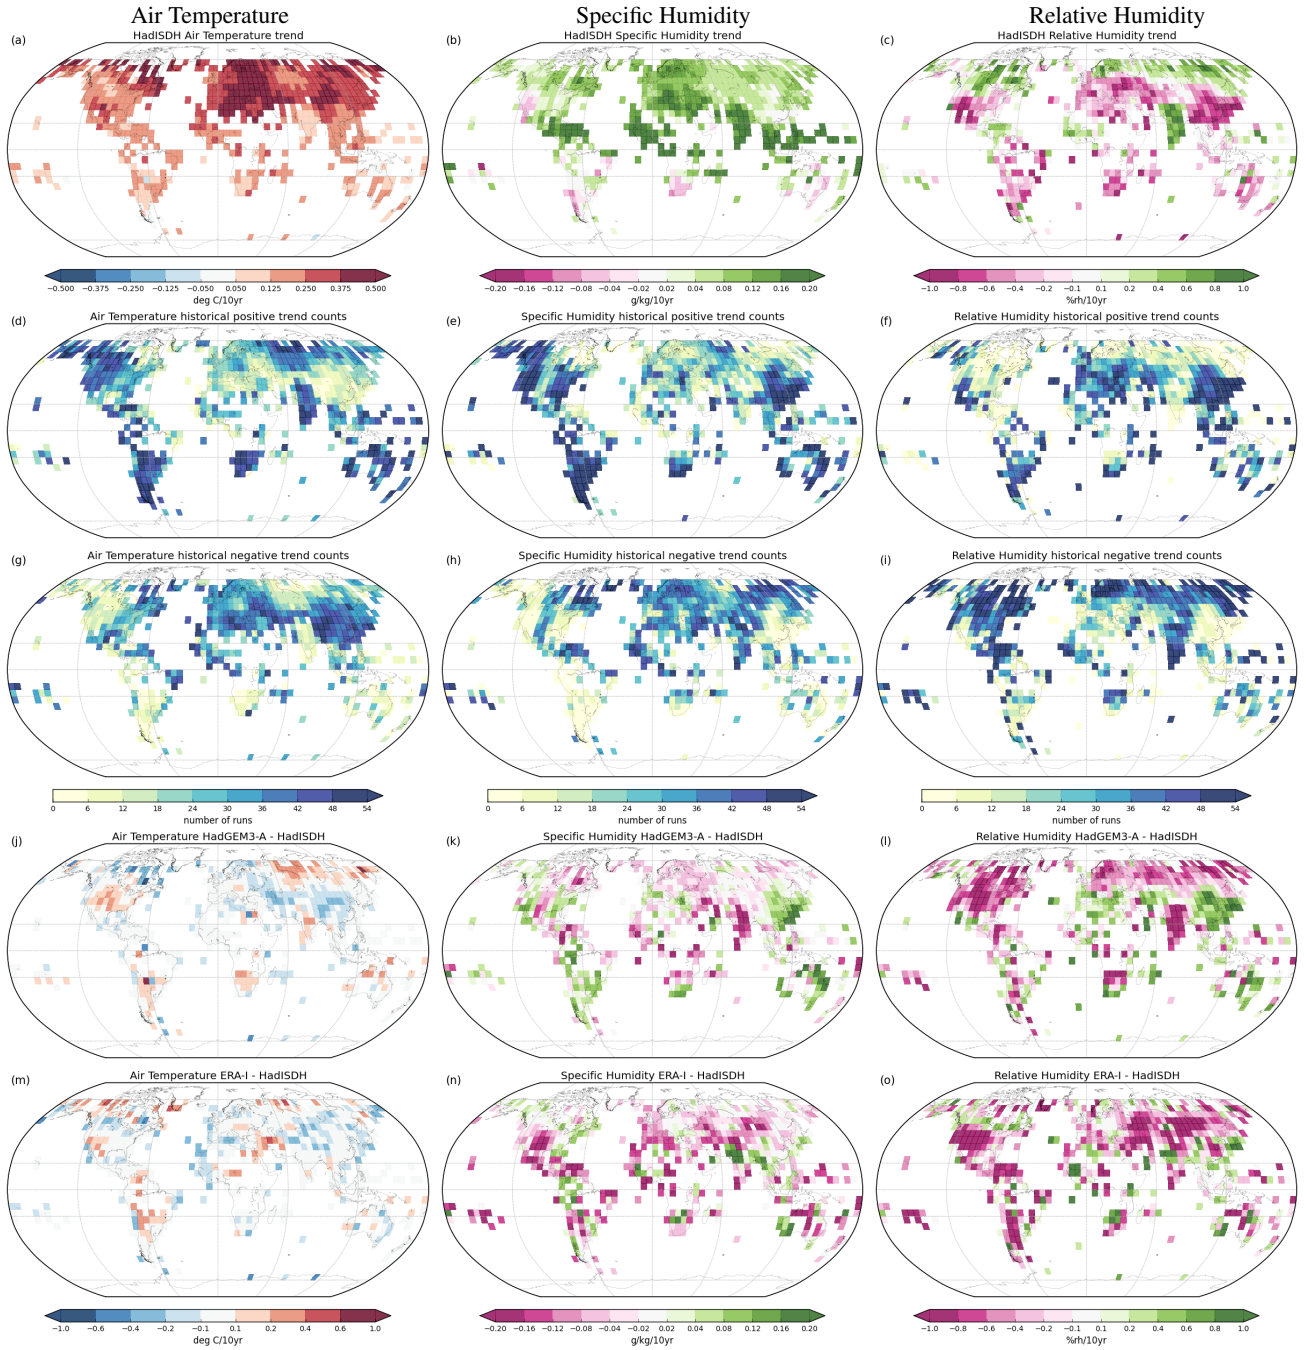 Air Temperature
Specific Humidity
Relative Humidity
(a)
HadISDH Air Temperature trend
(b)
HadISDH Specific Humidity trend
(c)
HadISDH Relative Humidity trend
−0.500 −0.375 −0.250 −0.125 −0.050 0.050 0.125 0.250 0.375 0.500
deg C/10yr
−0.20 −0.16 −0.08 −0.04 −0.02 0.02 0.04 0.08 0.16 0.20
g/kg/10yr
−1.0 −0.8 −0.6 −0.4 −0.2 −0.1 0.1 0.2 0.4 0.6 0.8 1.0
%rh/10yr
(d)
Air Temperature historical positive trend counts
(e)
Specific Humidity historical positive trend counts
(f)
Relative Humidity historical positive trend counts
(g)
Air Temperature historical negative trend counts
(h)
Specific Humidity historical negative trend counts
(i)
Relative Humidity historical negative trend counts
0 6 12 18 24 30 36 42 48 54
number of runs
0 6 12 18 24 30 36 42 48 54
number of runs
0 6 12 18 24 30 36 42 48 54
number of runs
(j)
Air Temperature HadGEM3-A - HadISDH
(k)
Specific Humidity HadGEM3-A - HadISDH
(l)
Relative Humidity HadGEM3-A - HadISDH
(m)
Air Temperature ERA-I - HadISDH
(n)
Specific Humidity ERA-I - HadISDH
(o)
Relative Humidity ERA-I - HadISDH
−1.0 −0.6 −0.4 −0.2 −0.1 0.1 0.2 0.4 0.6 1.0
deg C/10yr
−0.20 −0.16 −0.12 −0.08 −0.04 −0.02 0.02 0.04 0.08 0.12 0.16 0.20
g/kg/10yr
−1.0 −0.8 −0.6 −0.4 −0.2 −0.1 0.1 0.2 0.4 0.6 0.8 1.0
%rh/10yr